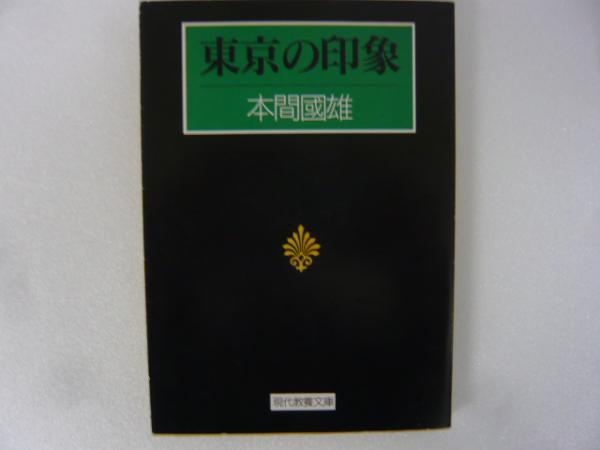 東京の印象
本間國雄
現代教養文庫